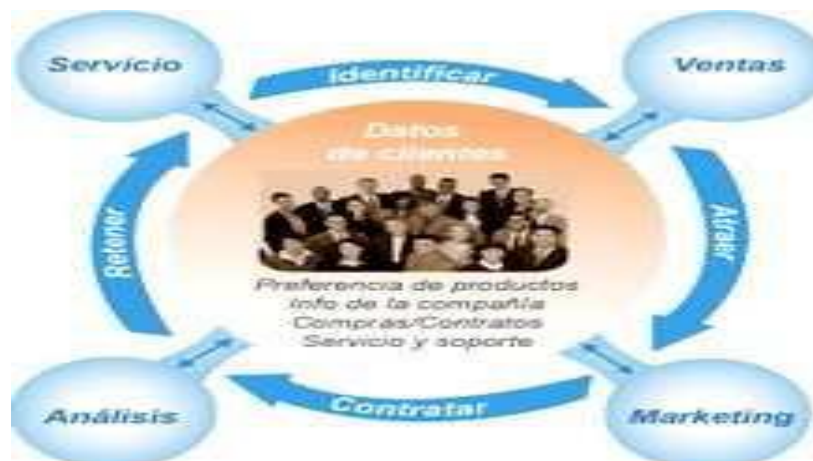 Servicio
Identificar
Ventas
Datos
de clientes
Retener
Atraer
Preferencia de productos
Info de la compañía
Compras/Contratos
Servicio y soporte
Análisis
Contratar
Marketing